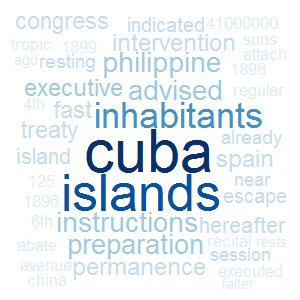 congress indicated 41000000
tropic 1899 intervention suns
ago resting philippine attach
1898
executive advised regular
4th fast inhabitants
treaty cuba already
island spain
125 islands near
1896 escape
6th instructions hereafter
abate preparation recital rests
session
avenue permanence executed
china falter